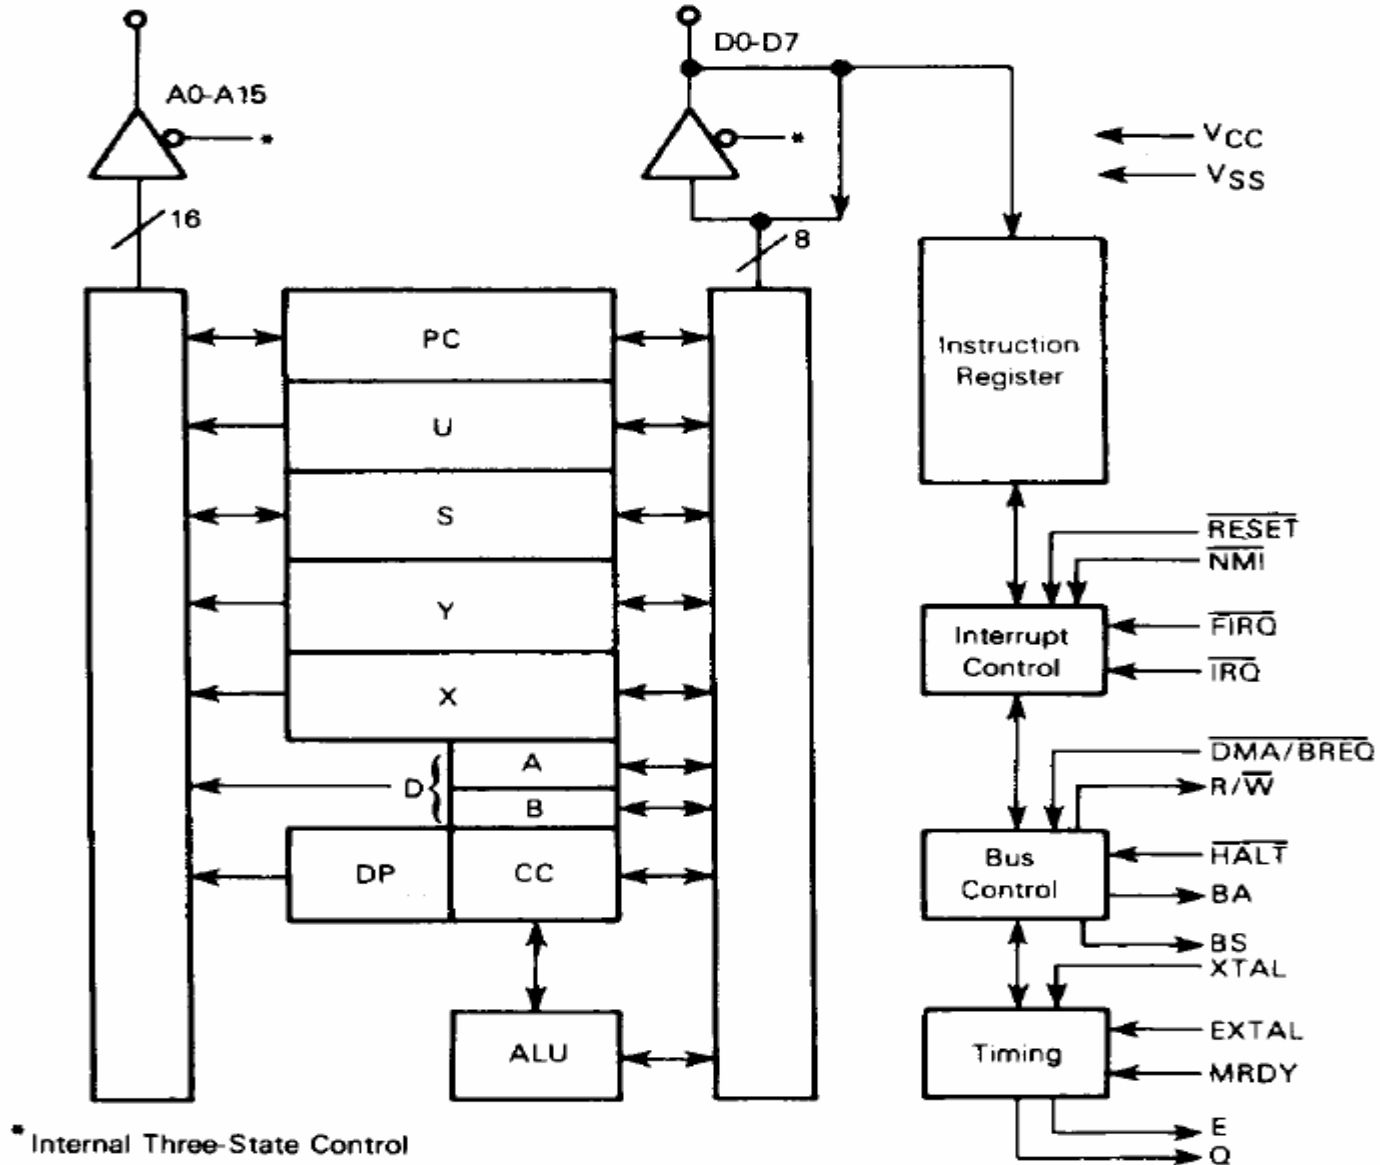 D0-D7
A0-A15
*
*
VCC
VSS
16
8
PC
Instruction
Register
U
S
RESET
NMI
Y
Interrupt
Control
FIRQ
IRQ
X
A
D{
B
DMA/BREQ
R/W
DP
CC
Bus
Control
HALT
BA
BS
XTAL
ALU
Timing
EXTAL
MRDY
E
Q
* Internal Three-State Control